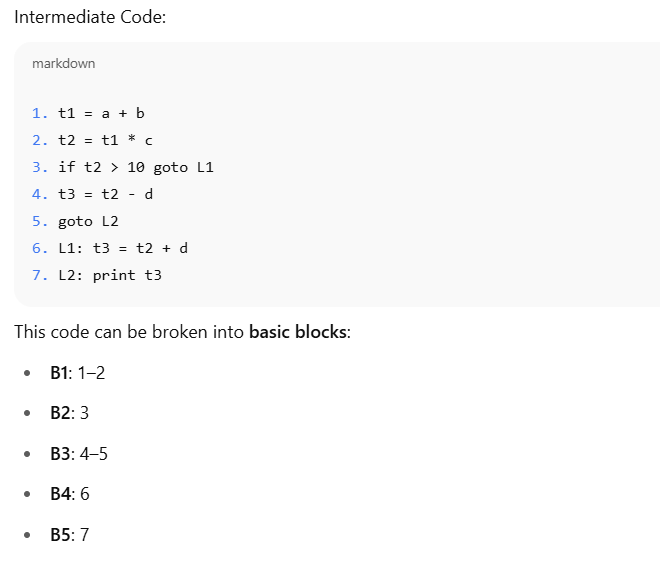 Intermediate Code:
markdown
1. t1 = a + b
2. t2 = t1 * c
3. if t2 > 10 goto L1
4. t3 = t2 - d
5. goto L2
6. L1: t3 = t2 + d
7. L2: print t3
This code can be broken into basic blocks:
• B1: 1–2
• B2: 3
• B3: 4–5
• B4: 6
• B5: 7